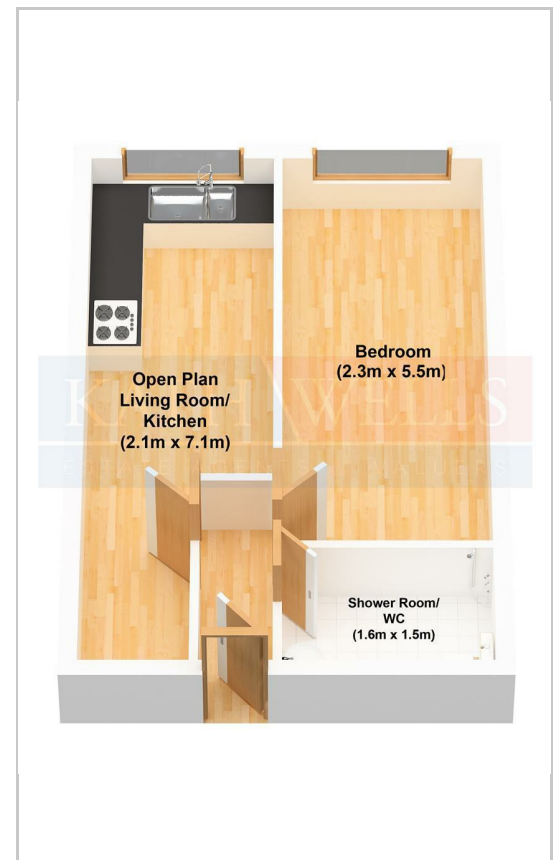 Open Plan
Living Room/
Kitchen
(2.1m x 7.1m)
Bedroom
(2.3m x 5.5m)
Shower Room/
WC
(1.6m x 1.5m)
WELLS